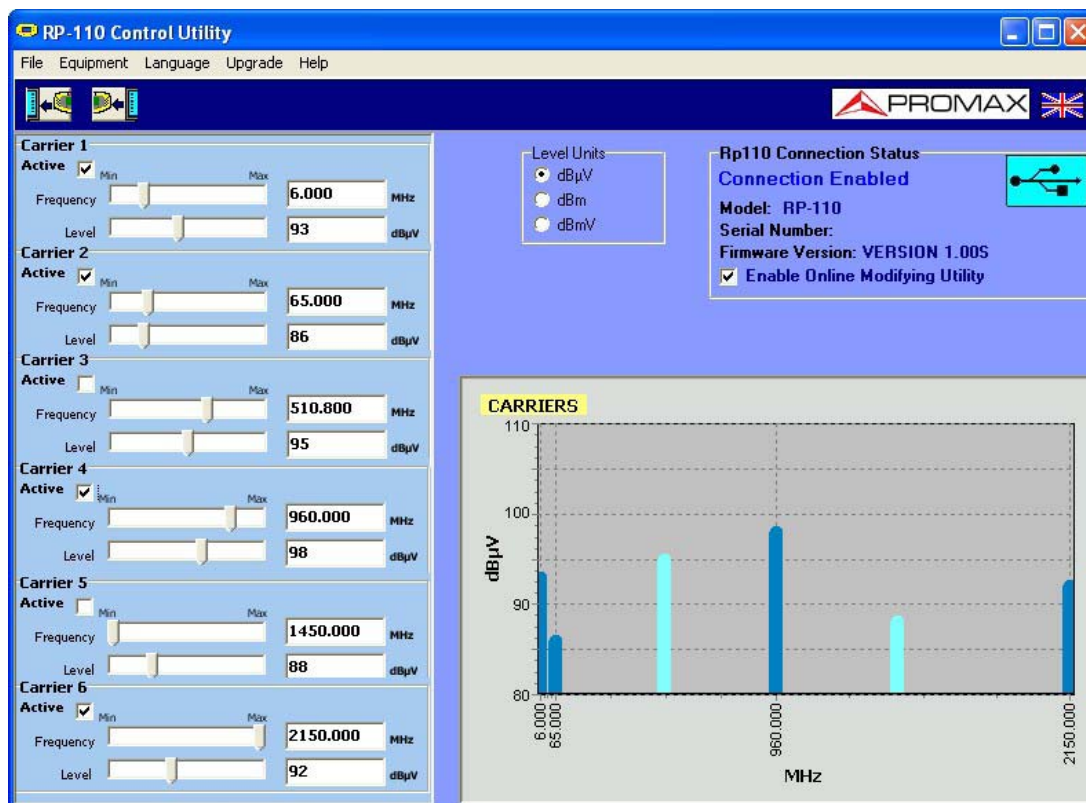 RP-110 Control Utility
File Equipment Language Upgrade Help
PROMAX
Carrier 1
Active Min Max
Frequency 6.000 MHz
Level 93 dBµV
Carrier 2
Active Min Max
Frequency 65.000 MHz
Level 86 dBµV
Carrier 3
Active Min Max
Frequency 510.800 MHz
Level 95 dBµV
Carrier 4
Active Min Max
Frequency 960.000 MHz
Level 98 dBµV
Carrier 5
Active Min Max
Frequency 1450.000 MHz
Level 88 dBµV
Carrier 6
Active Min Max
Frequency 2150.000 MHz
Level 92 dBµV
Level Units
dBµV
dBm
dBmV
Rp110 Connection Status
Connection Enabled
Model: RP-110
Serial Number:
Firmware Version: VERSION 1.00S
Enable Online Modifying Utility
CARRIERS
110
100
90
80
dBµV
6.000
65.000
960.000
2150.000
MHz